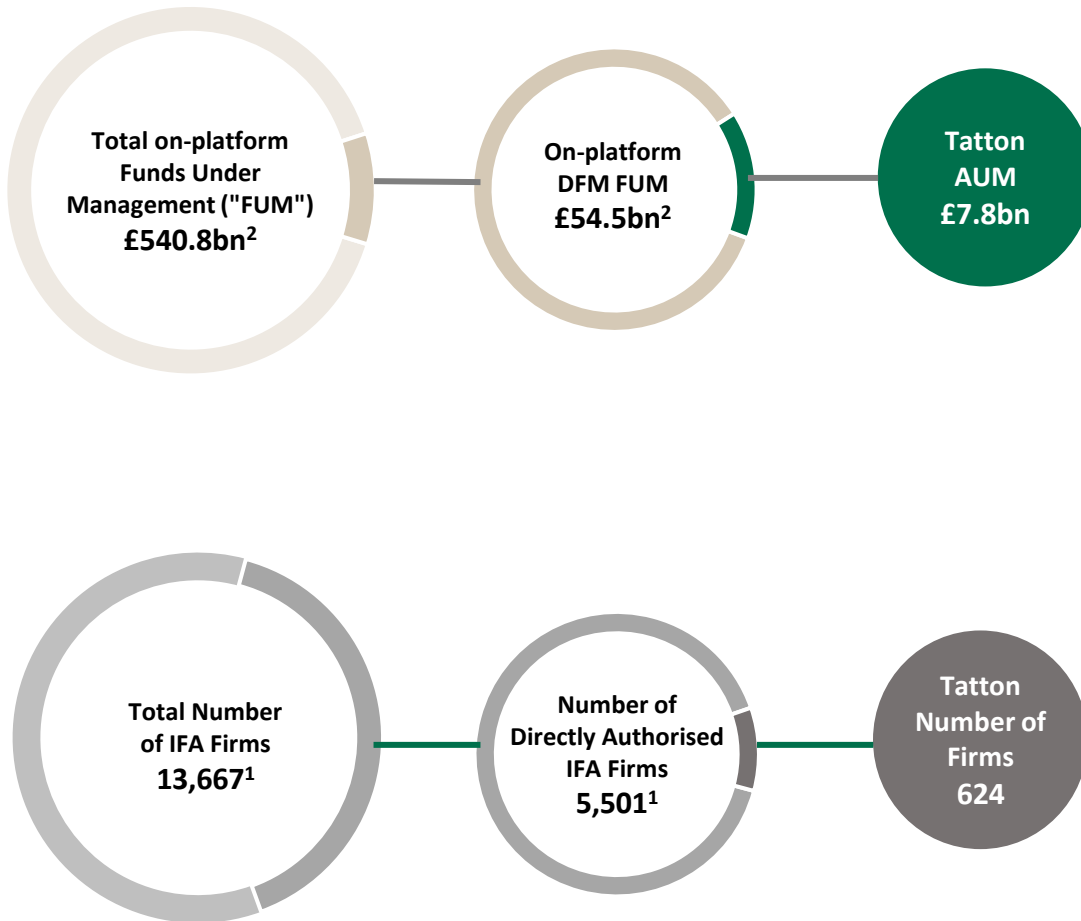 Total on-platform
Funds Under
Management ("FUM")
£540.8bn²
On-platform
DFM FUM
£54.5bn²
Tatton
AUM
£7.8bn
Total Number
of IFA Firms
13,667¹
Number of
Directly Authorised
IFA Firms
5,501¹
Tatton
Number of
Firms
624